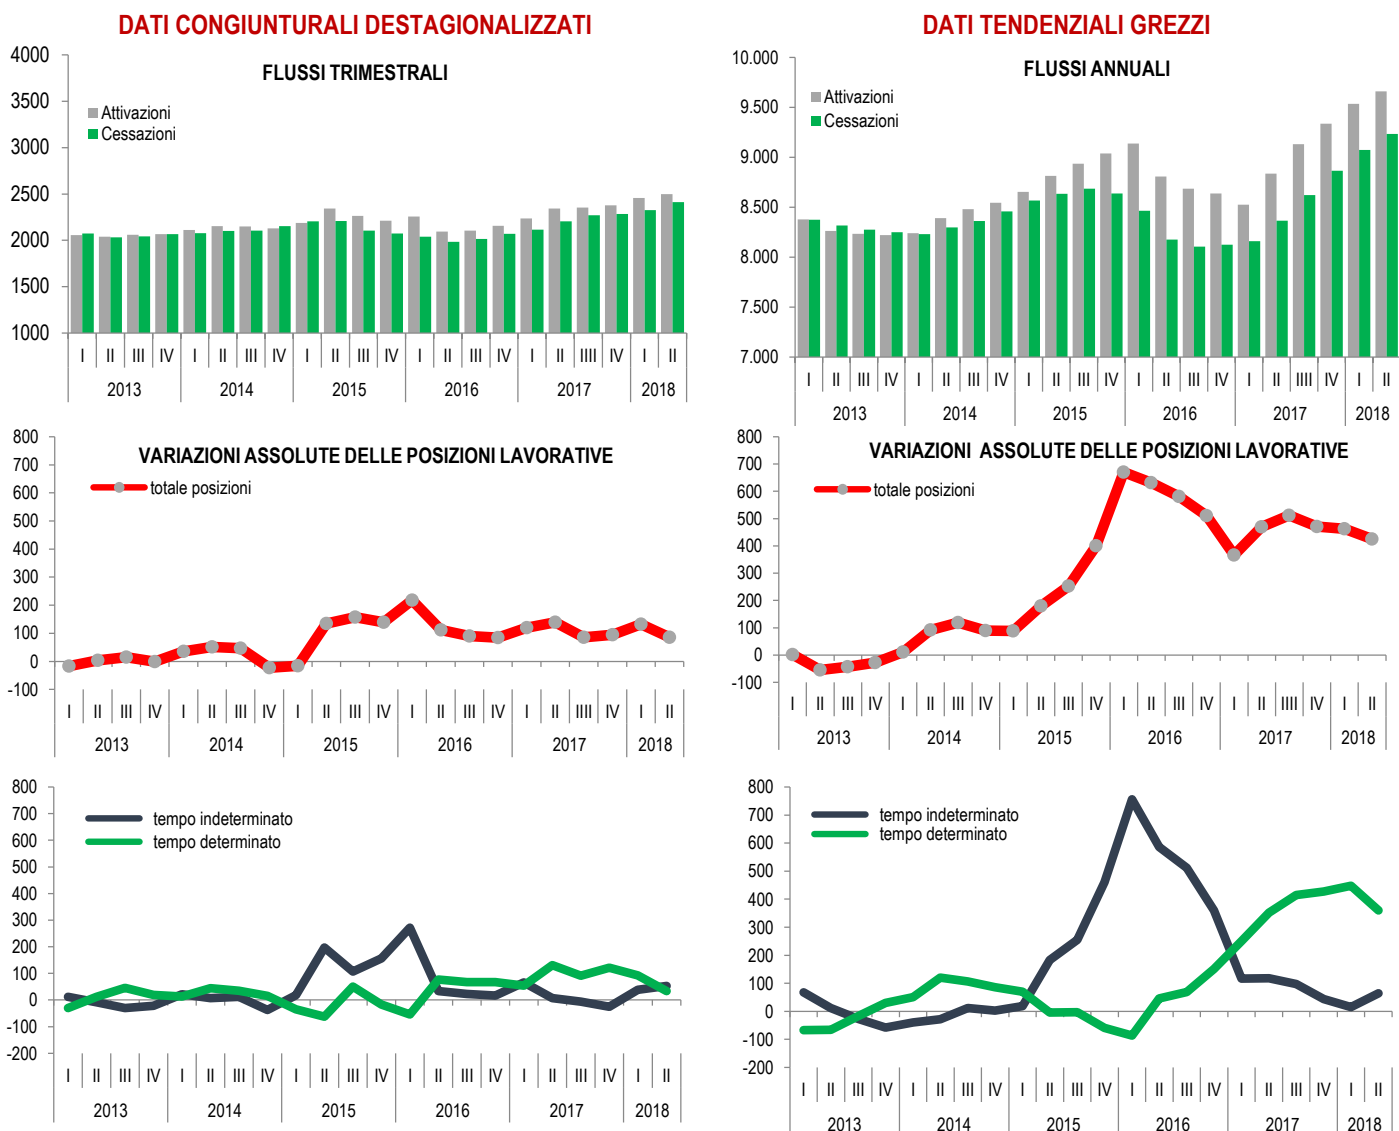 DATI CONGIUNTURALI DESTAGIONALIZZATI
FLUSSI TRIMESTRALI
4000
3500
3000
2500
2000
1500
1000
Attivazioni
Cessazioni
I II III IV I II III IV I II III IV I II III IV I II IIII IV I II
2013 2014 2015 2016 2017 2018
DATI TENDENZIALI GREZZI
FLUSSI ANNUALI
10.000
9.500
9.000
8.500
8.000
7.500
7.000
Attivazioni
Cessazioni
I II III IV I II III IV I II III IV I II III IV I II IIII IV I II
2013 2014 2015 2016 2017 2018
VARIAZIONI ASSOLUTE DELLE POSIZIONI LAVORATIVE
totale posizioni
800
700
600
500
400
300
200
100
0
-100
I II III IV I II III IV I II III IV I II III IV I II IIII IV I II
2013 2014 2015 2016 2017 2018
VARIAZIONI ASSOLUTE DELLE POSIZIONI LAVORATIVE
totale posizioni
800
700
600
500
400
300
200
100
0
-100
I II III IV I II III IV I II III IV I II III IV I II IIII IV I II
2013 2014 2015 2016 2017 2018
800
700
600
500
400
300
200
100
0
-100
-200
tempo indeterminato
tempo determinato
I II III IV I II III IV I II III IV I II III IV I II III IV I II
2013 2014 2015 2016 2017 2018
800
700
600
500
400
300
200
100
0
-100
-200
tempo indeterminato
tempo determinato
I II III IV I II III IV I II III IV I II III IV I II III IV I II
2013 2014 2015 2016 2017 2018